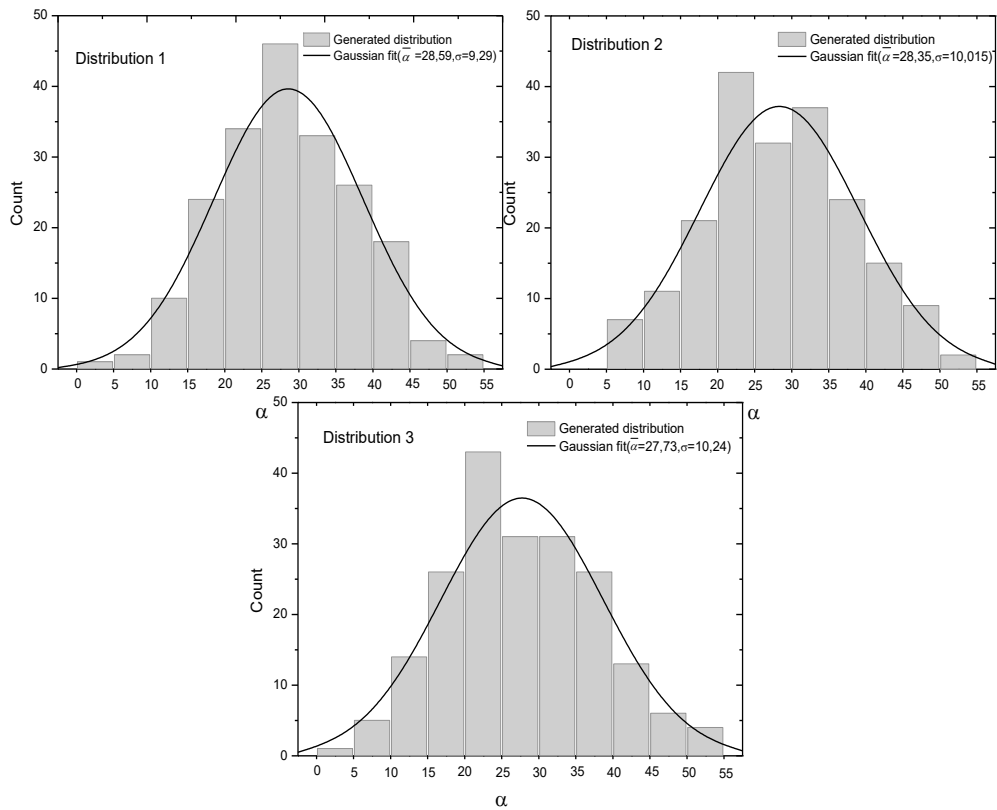 Distribution 1
Generated distribution
Gaussian fit(α̅ =28,59,σ=9,29)
50
40
30
20
10
0
Count
0 5 10 15 20 25 30 35 40 45 50 55
α
Distribution 2
Generated distribution
Gaussian fit(α̅=28,35,σ=10,015)
50
40
30
20
10
0
Count
0 5 10 15 20 25 30 35 40 45 50 55
α
Distribution 3
Generated distribution
Gaussian fit(α̅=27,73,σ=10,24)
50
40
30
20
10
0
Count
0 5 10 15 20 25 30 35 40 45 50 55
α